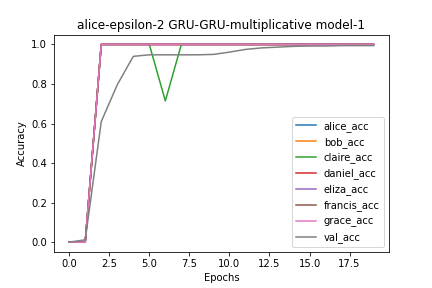 alice-epsilon-2 GRU-GRU-multiplicative model-1
1.0
0.8
0.6
0.4
0.2
0.0
Accuracy
alice_acc
bob_acc
claire_acc
daniel_acc
eliza_acc
francis_acc
grace_acc
val_acc
0.0 2.5 5.0 7.5 10.0 12.5 15.0 17.5
Epochs